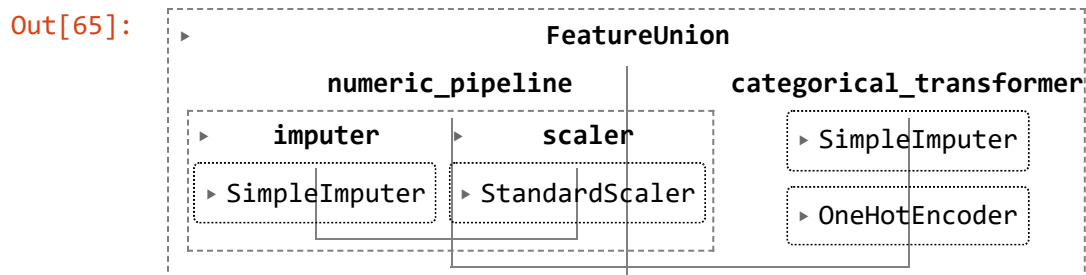 Out[65]:
FeatureUnion
numeric_pipeline
categorical_transformer
imputer
scaler
SimpleImputer
StandardScaler
SimpleImputer
OneHotEncoder